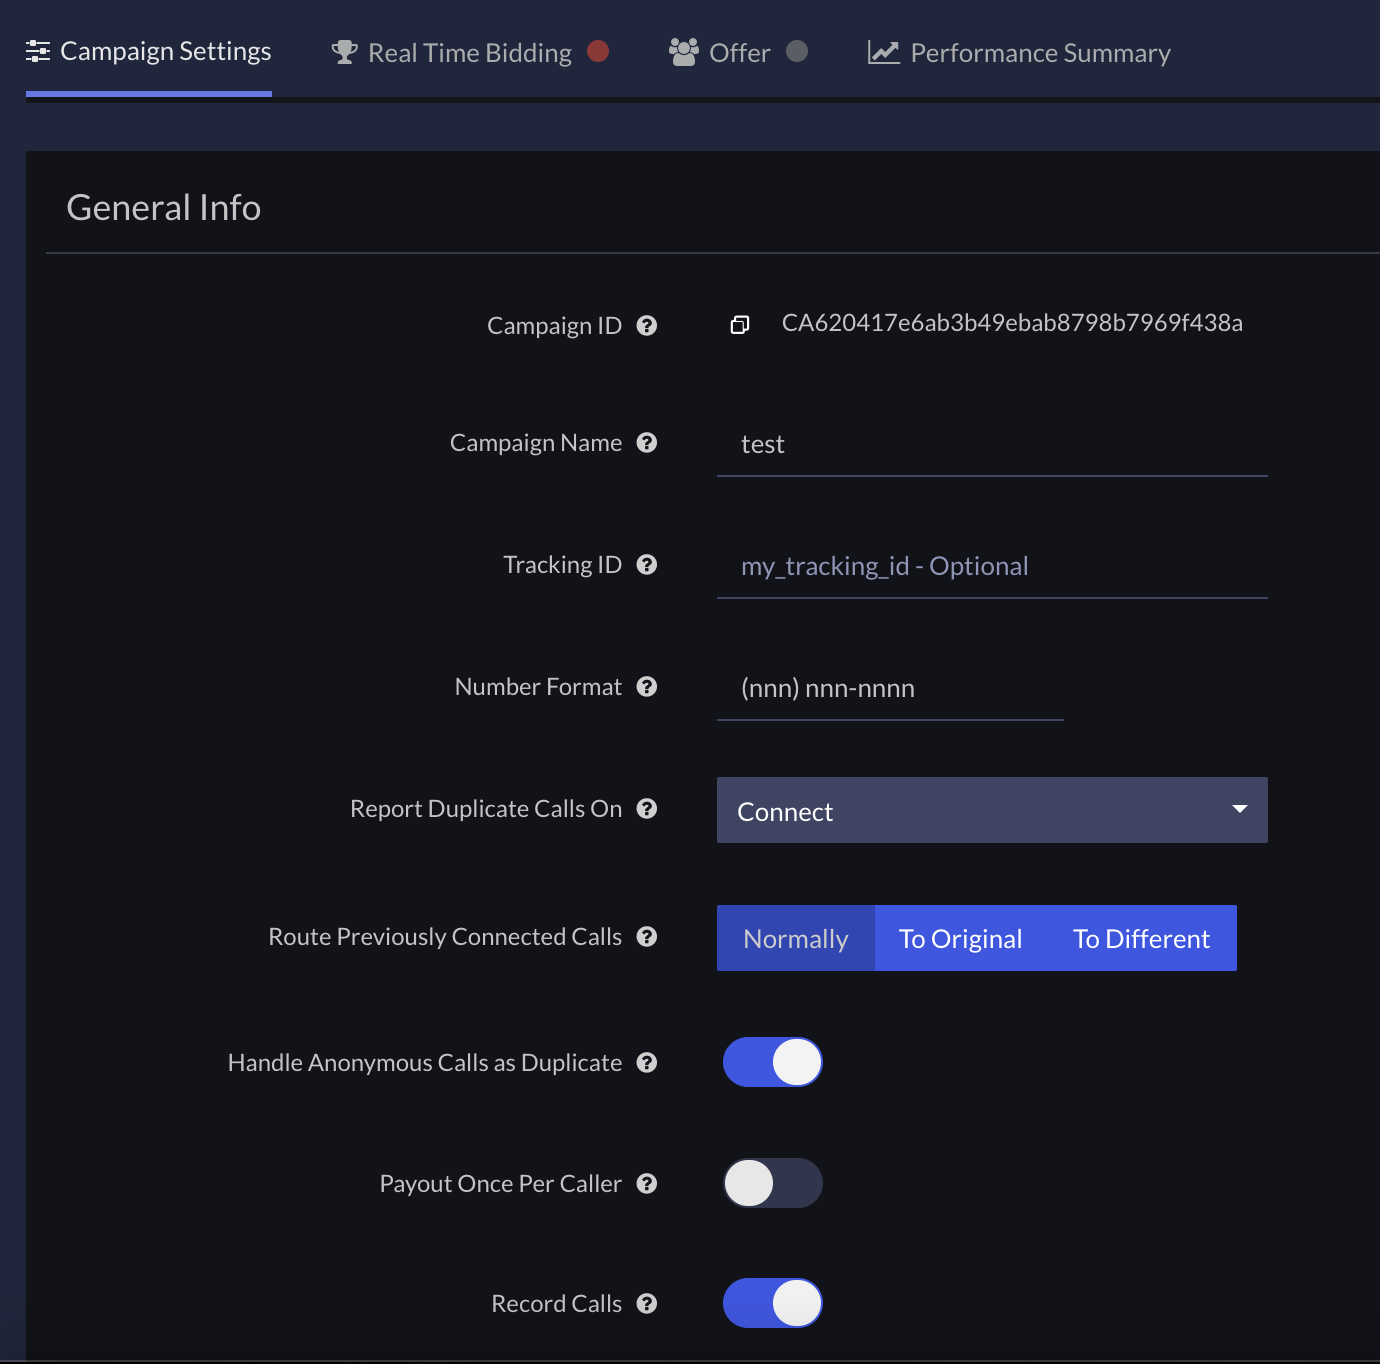 Campaign Settings
Real Time Bidding
Offer
Performance Summary
General Info
Campaign ID
CA620417e6ab3b49ebab8798b7969f438a
Campaign Name
test
Tracking ID
my_tracking_id - Optional
Number Format
(nnn) nnn-nnnn
Report Duplicate Calls On
Connect
Route Previously Connected Calls
Normally
To Original
To Different
Handle Anonymous Calls as Duplicate
Payout Once Per Caller
Record Calls